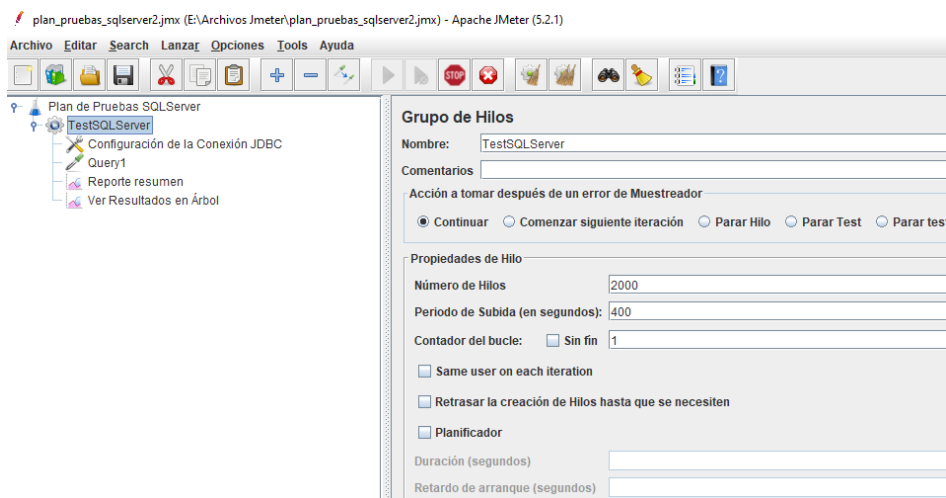 plan_pruebas_sqlserver2.jmx (E:\Archivos Jmeter\plan_pruebas_sqlserver2.jmx) - Apache JMeter (5.2.1)
Archivo Editar Search Lanzar Opciones Tools Ayuda
STOP
Plan de Pruebas SQLServer
TestSQLServer
Configuración de la Conexión JDBC
Query1
Reporte resumen
Ver Resultados en Árbol
Grupo de Hilos
Nombre: TestSQLServer
Comentarios
Acción a tomar después de un error de Muestreador
Continuar Comenzar siguiente iteración Parar Hilo Parar Test Parar tes
Propiedades de Hilo
Número de Hilos 2000
Periodo de Subida (en segundos): 400
Contador del bucle: Sin fin 1
Same user on each iteration
Retrasar la creación de Hilos hasta que se necesiten
Planificador
Duración (segundos)
Retardo de arranque (segundos)